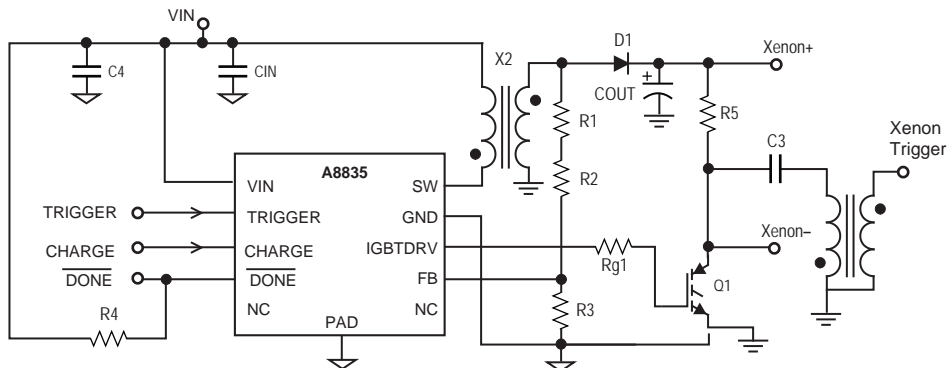 VIN
D1
Xenon+
X2
C4
CIN
+
COUT
R5
R1
Xenon
Trigger
C3
A8835
R2
VIN
SW
TRIGGER
TRIGGER
GND
Xenon–
CHARGE
CHARGE
IGBTDRV
Rg1
DONE
DONE
FB
Q1
R4
NC
NC
R3
PAD